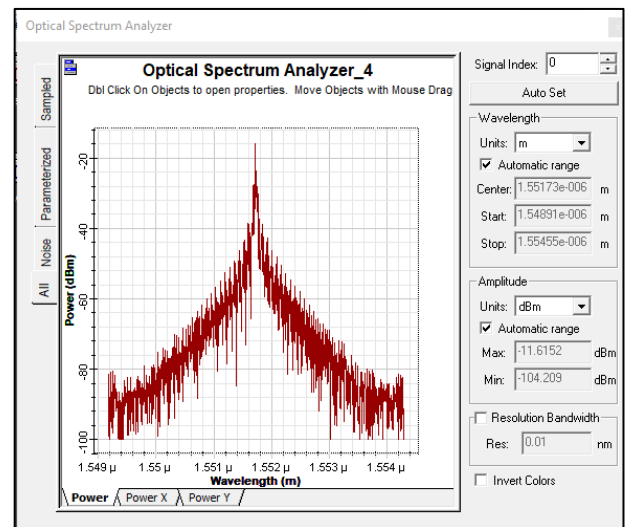 Optical Spectrum Analyzer
Sampled
Parameterized
Noise
All
Optical Spectrum Analyzer_4
Dbl Click On Objects to open properties. Move Objects with Mouse Drag
Power (dBm)
-20
-40
-60
-80
-100
1.549 µ 1.55 µ 1.551 µ 1.552 µ 1.553 µ 1.554 µ
Wavelength (m)
Power Power X Power Y
Signal Index: 0
Auto Set
Wavelength
Units: m
Automatic range
Center: 1.55173e-006 m
Start: 1.54891e-006 m
Stop: 1.55455e-006 m
Amplitude
Units: dBm
Automatic range
Max: -11.6152 dBm
Min: -104.209 dBm
Resolution Bandwidth
Res: 0.01 nm
Invert Colors